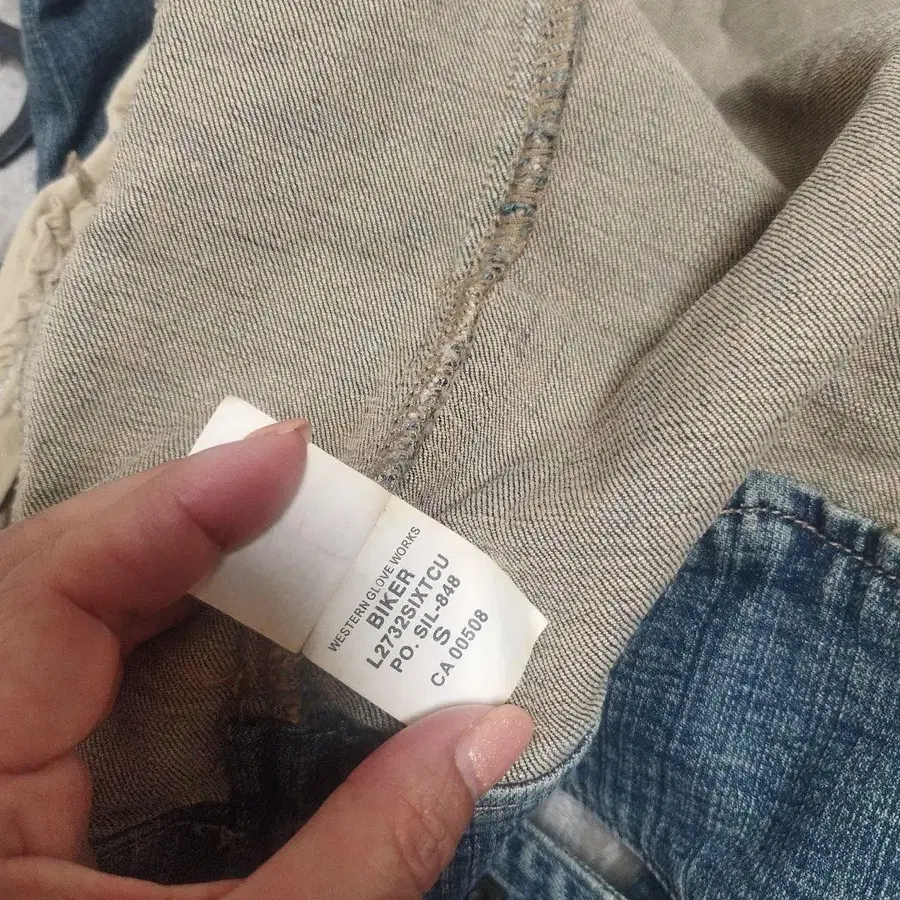 WESTERN GLOVE WORKS
BIKER
L2732SIXTCU
PO. SIL-848
S
CA 00508